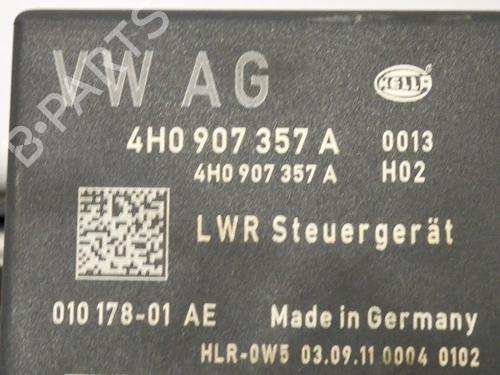 VW AG
HELLA
4H0 907 357 A 0013
4H0 907 357 A H02
LWR Steuergerät
010 178-01 AE Made in Germany
HLR-0W5 03.09.11 0004 0102
B-PARTS